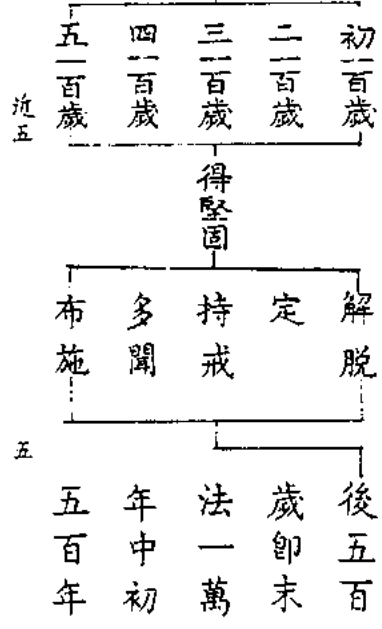 初一百歲
二一百歲
三一百歲
四一百歲
五一百歲
近五
得堅固
解脫
定
持戒
多聞
布施
五
後五百
歲卽末
法一萬
年中初
五百年